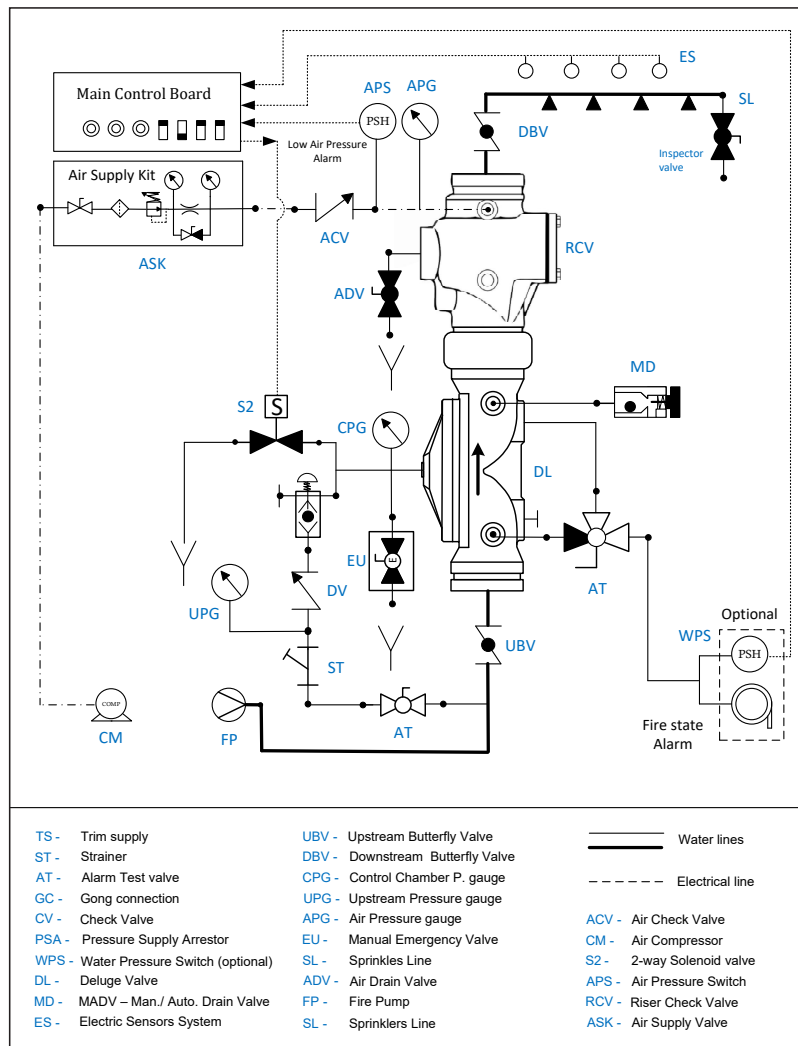 ES
APS
APG
SL
Main Control Board
PSH
DBV
Low Air Pressure
Alarm
Inspector
valve
Air Supply Kit
ACV
RCV
ASK
ADV
MD
S2
S
CPG
DL
EU
E
DV
AT
UPG
Optional
WPS
UBV
PSH
ST
COMP
CM
FP
AT
Fire state
Alarm
TS - Trim supply
ST - Strainer
AT - Alarm Test valve
GC - Gong connection
CV - Check Valve
PSA - Pressure Supply Arrestor
WPS - Water Pressure Switch (optional)
DL - Deluge Valve
MD - MADV – Man./ Auto. Drain Valve
ES - Electric Sensors System
UBV - Upstream Butterfly Valve
DBV - Downstream Butterfly Valve
CPG - Control Chamber P. gauge
UPG - Upstream Pressure gauge
APG - Air Pressure gauge
EU - Manual Emergency Valve
SL - Sprinkles Line
ADV - Air Drain Valve
FP - Fire Pump
SL - Sprinklers Line
Water lines
Electrical line
ACV - Air Check Valve
CM - Air Compressor
S2 - 2-way Solenoid valve
APS - Air Pressure Switch
RCV - Riser Check Valve
ASK - Air Supply Valve